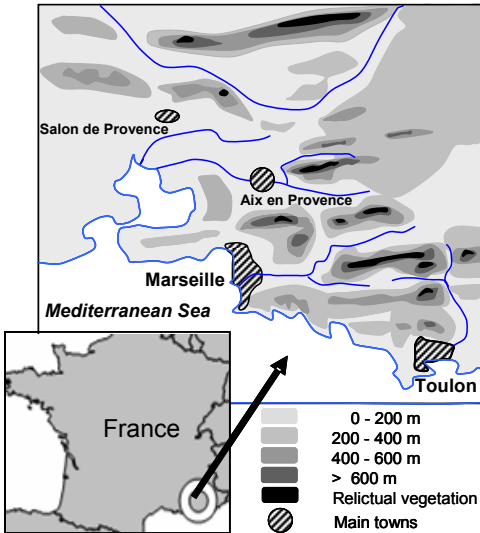 Salon de Provence
Aix en Provence
Marseille
Mediterranean Sea
Toulon
France
0 - 200 m
200 - 400 m
400 - 600 m
> 600 m
Relictual vegetation
Main towns